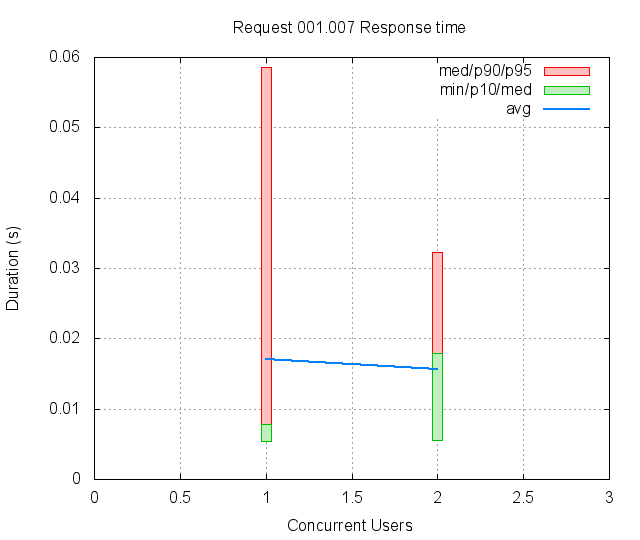 Request 001.007 Response time
med/p90/p95
min/p10/med
avg
0.06
0.05
0.04
0.03
0.02
0.01
0
Duration (s)
0 0.5 1 1.5 2 2.5 3
Concurrent Users